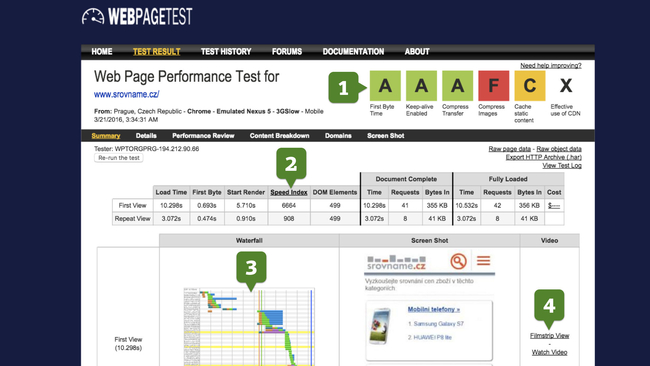 WEBPAGETEST
HOME TEST RESULT TEST HISTORY FORUMS DOCUMENTATION ABOUT
Need help improving?
Web Page Performance Test for
www.srovname.cz/
From: Prague, Czech Republic - Chrome - Emulated Nexus 5 - 3GSlow - Mobile
3/21/2016, 3:34:31 AM
1
A A A F C X
First Byte Time
Keep-alive Enabled
Compress Transfer
Compress Images
Cache static content
Effective use of CDN
Summary Details Performance Review Content Breakdown Domains Screen Shot
Tester: WPTORGPRG-194.212.90.66
Re-run the test
Raw page data - Raw object data
Export HTTP Archive (.har)
View Test Log
2
Document Complete Fully Loaded
Load Time First Byte Start Render Speed Index DOM Elements Time Requests Bytes In Time Requests Bytes In Cost
First View 10.298s 0.693s 5.710s 6664 499 10.298s 41 355 KB 10.532s 42 356 KB $----
Repeat View 3.072s 0.474s 0.910s 908 499 3.072s 8 41 KB 3.072s 8 41 KB
Waterfall Screen Shot Video
3
srovname.cz
Vyzkoušejte srovnání cen zboží v těchto
kategoriích
Mobilní telefony »
1. Samsung Galaxy S7
2. HUAWEI P8 lite
4
First View
(10.298s)
Filmstrip View
-
Watch Video